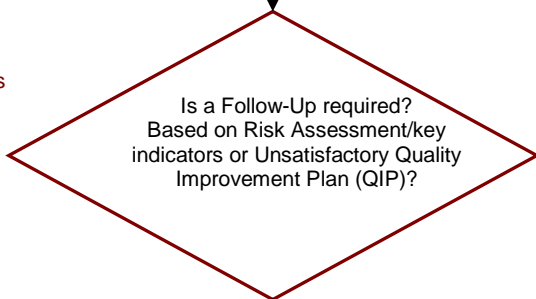 s
Is a Follow-Up required?
Based on Risk Assessment/key
indicators or Unsatisfactory Quality
Improvement Plan (QIP)?